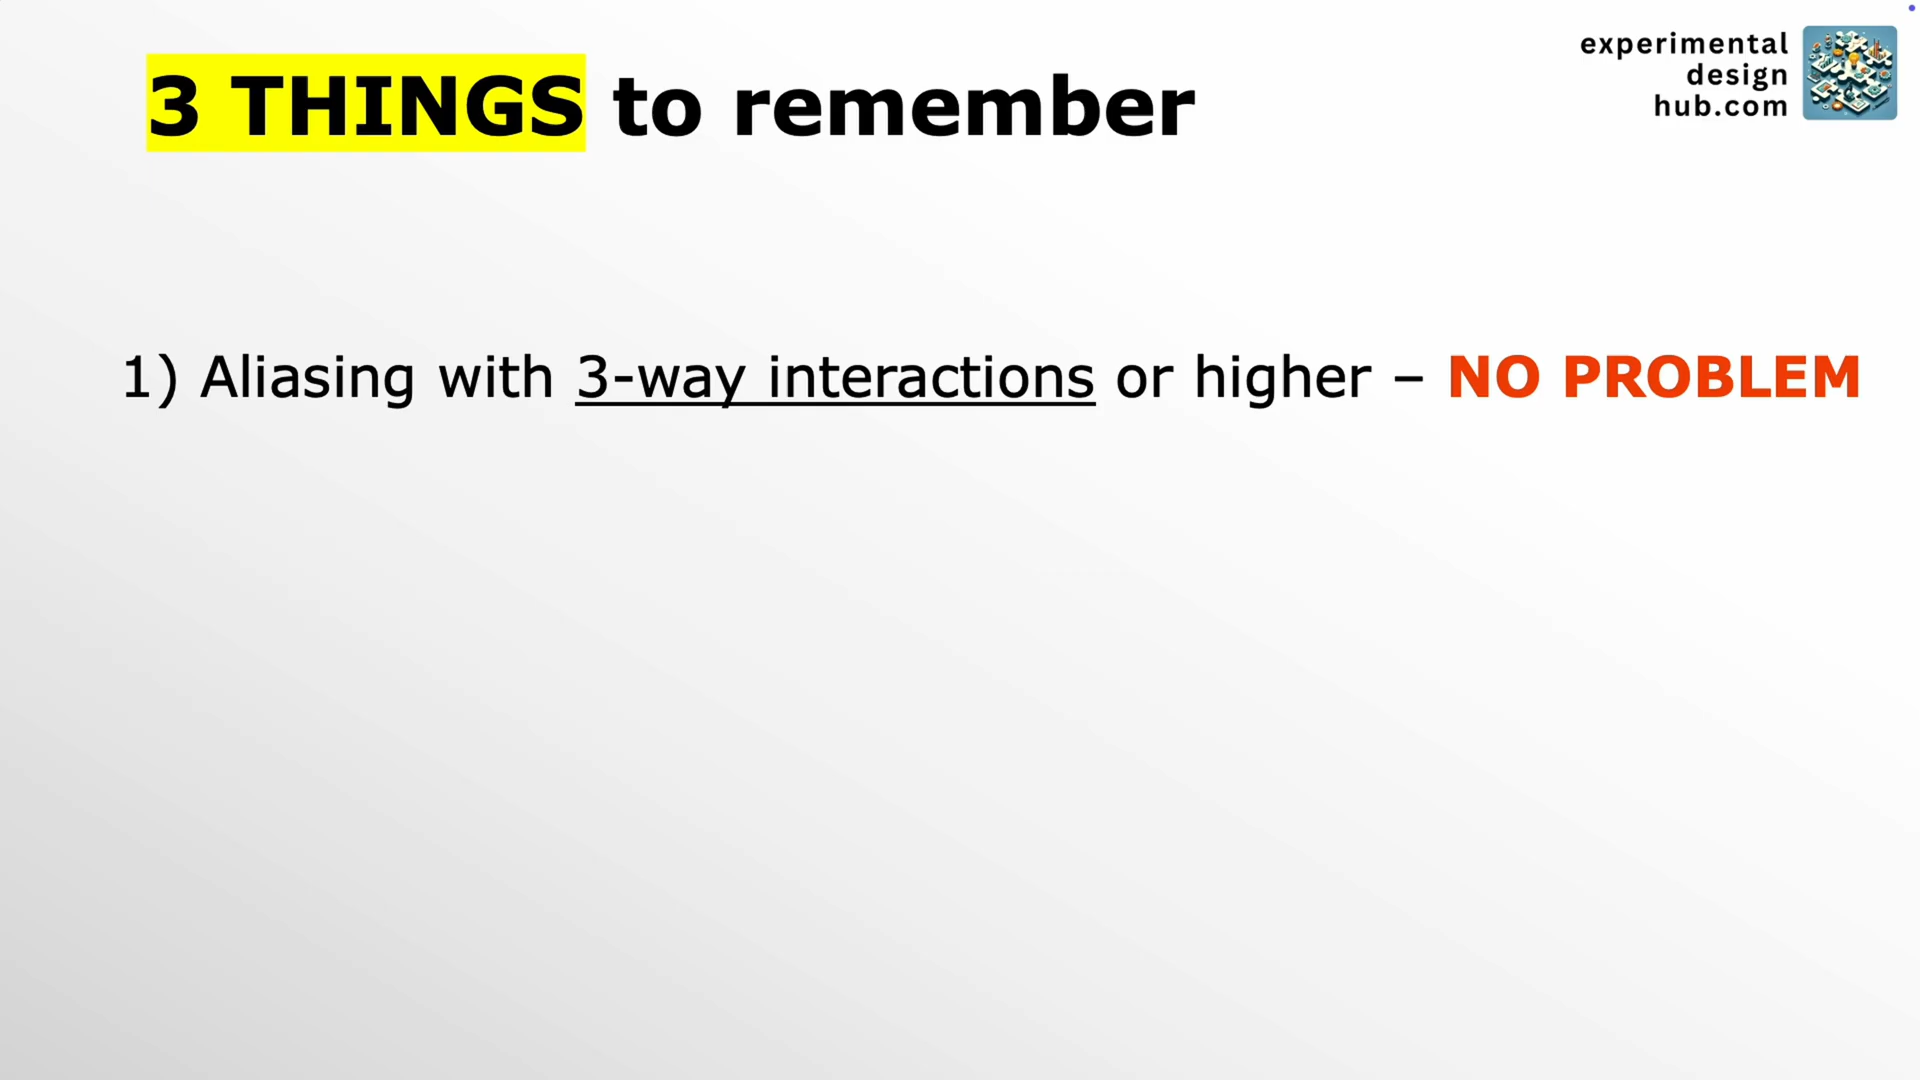 3 THINGS to remember
experimental
design
hub.com
1) Aliasing with 3-way interactions or higher – NO PROBLEM